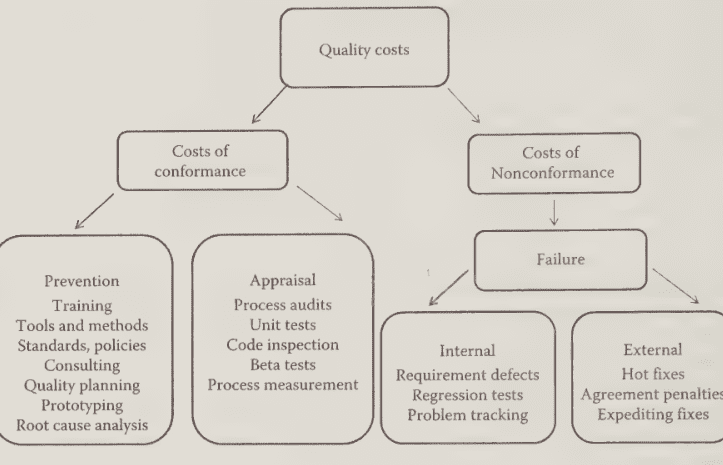 Quality costs
Costs of
conformance
Costs of
Nonconformance
Failure
Prevention
Training
Tools and methods
Standards, policies
Consulting
Quality planning
Prototyping
Root cause analysis
Appraisal
Process audits
Unit tests
Code inspection
Beta tests
Process measurement
Internal
Requirement defects
Regression tests
Problem tracking
External
Hot fixes
Agreement penalties
Expediting fixes